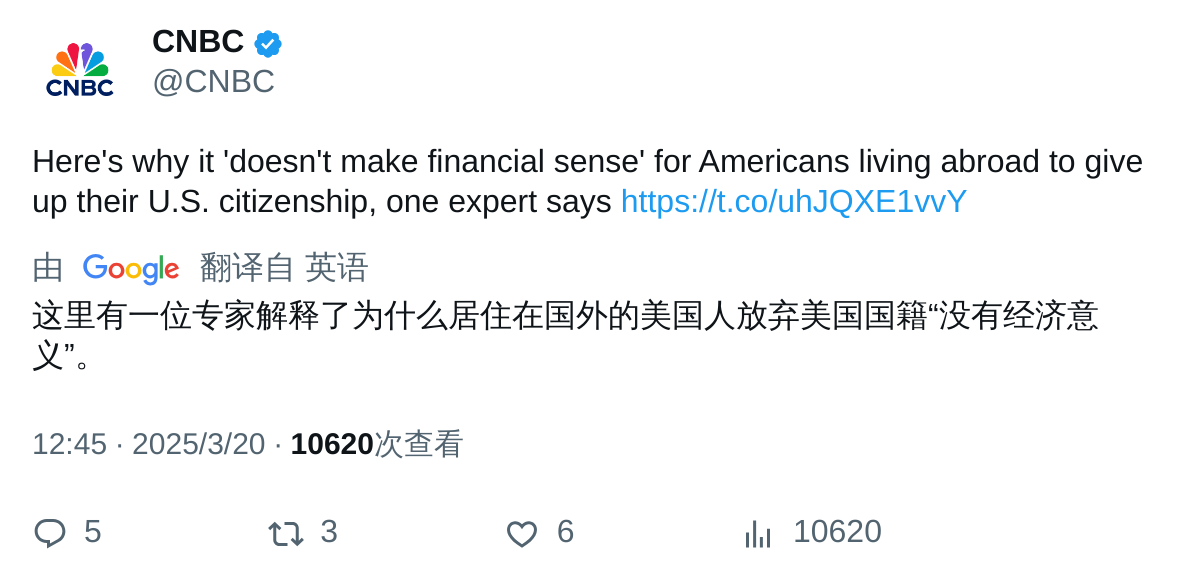 CNBC
CNBC
@CNBC
Here's why it 'doesn't make financial sense' for Americans living abroad to give
up their U.S. citizenship, one expert says https://t.co/uhJQXE1vvY
由 Google 翻译自 英语
这里有一位专家解释了为什么居住在国外的美国人放弃美国国籍“没有经济意
义”。
12:45 · 2025/3/20 · 10620次查看
5 3 6 10620